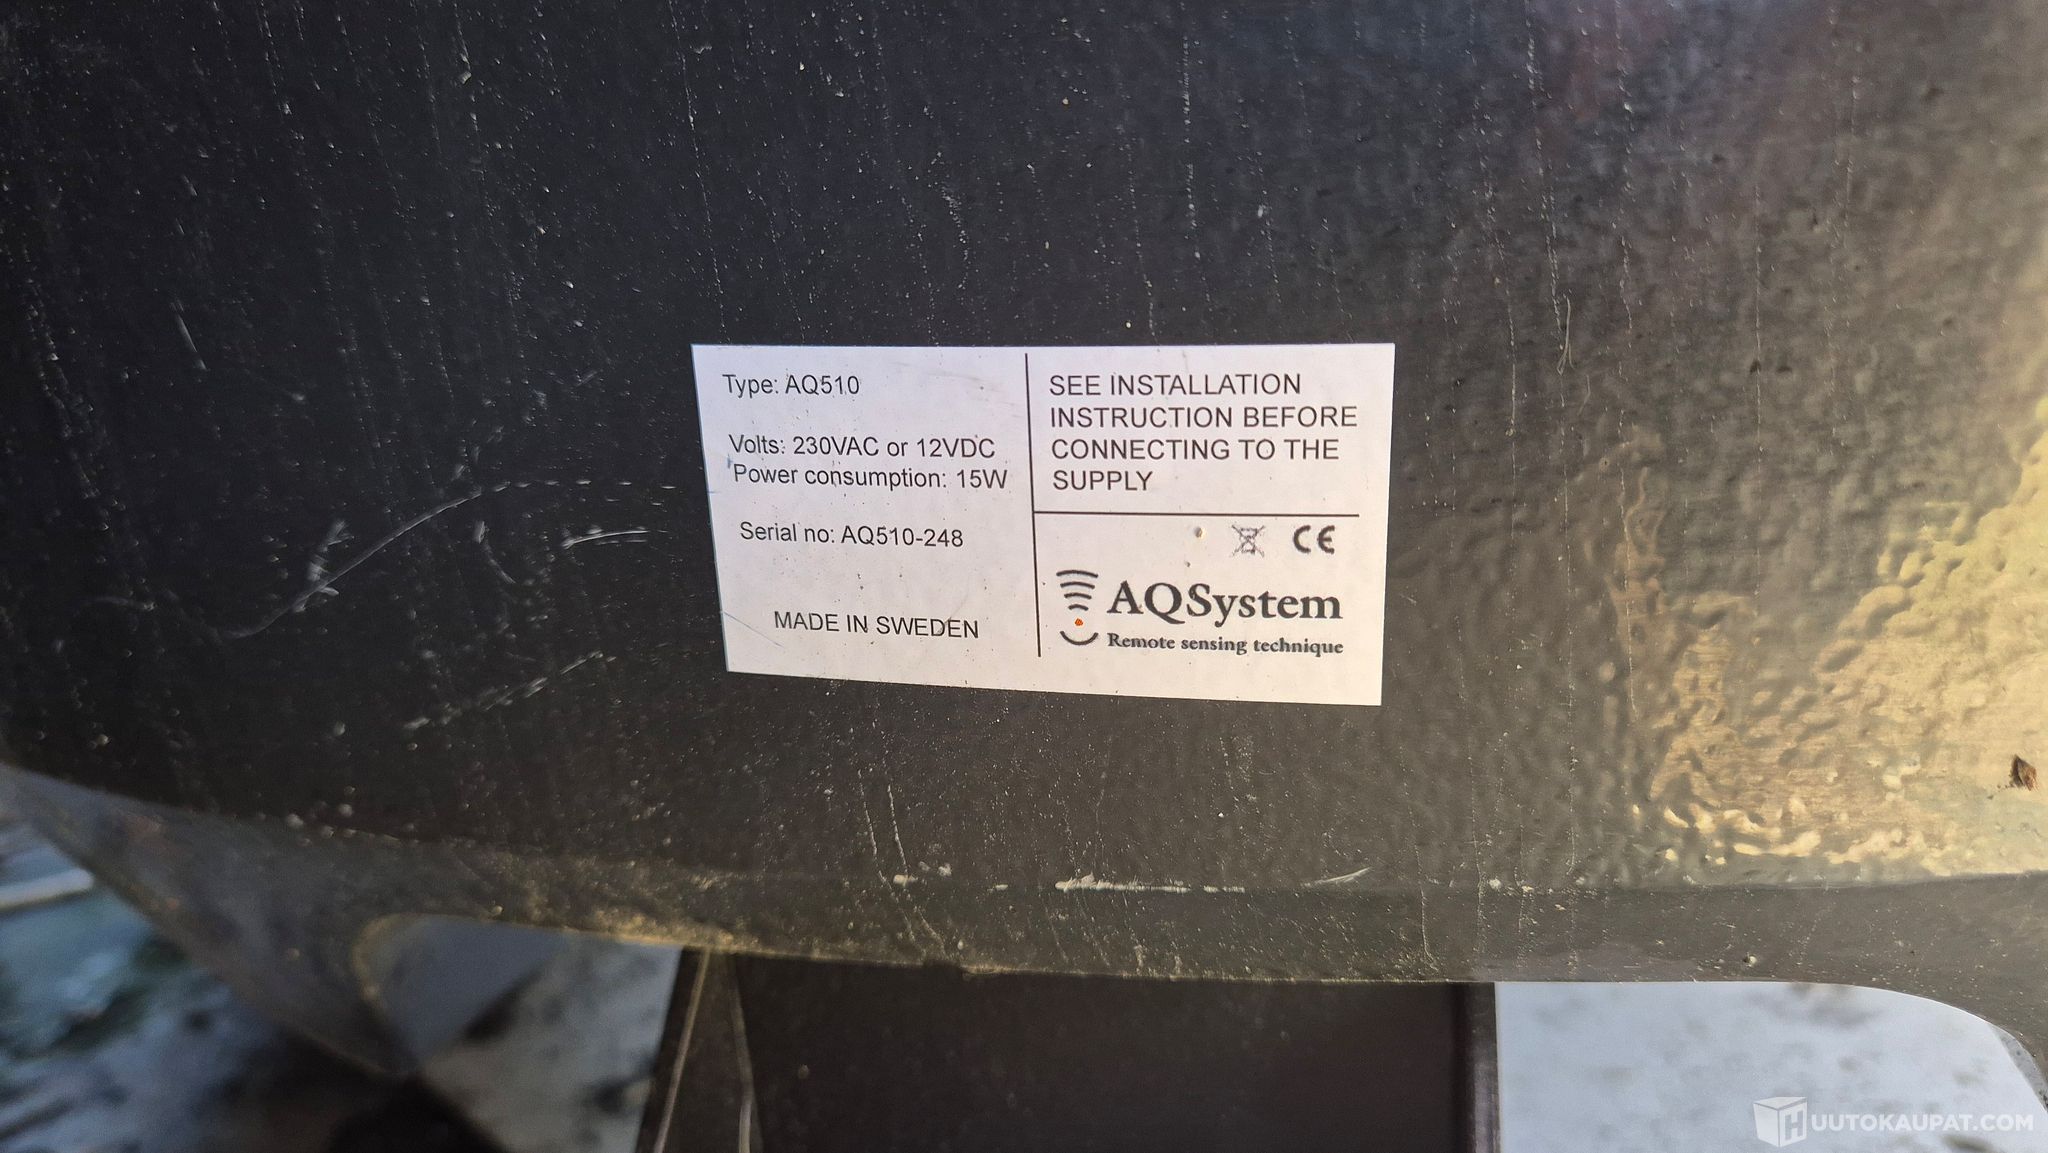 Type: AQ510
Volts: 230VAC or 12VDC
Power consumption: 15W
Serial no: AQ510-248
MADE IN SWEDEN
SEE INSTALLATION
INSTRUCTION BEFORE
CONNECTING TO THE
SUPPLY
CE
AQSystem
Remote sensing technique
HUUTOKAUPAT.COM